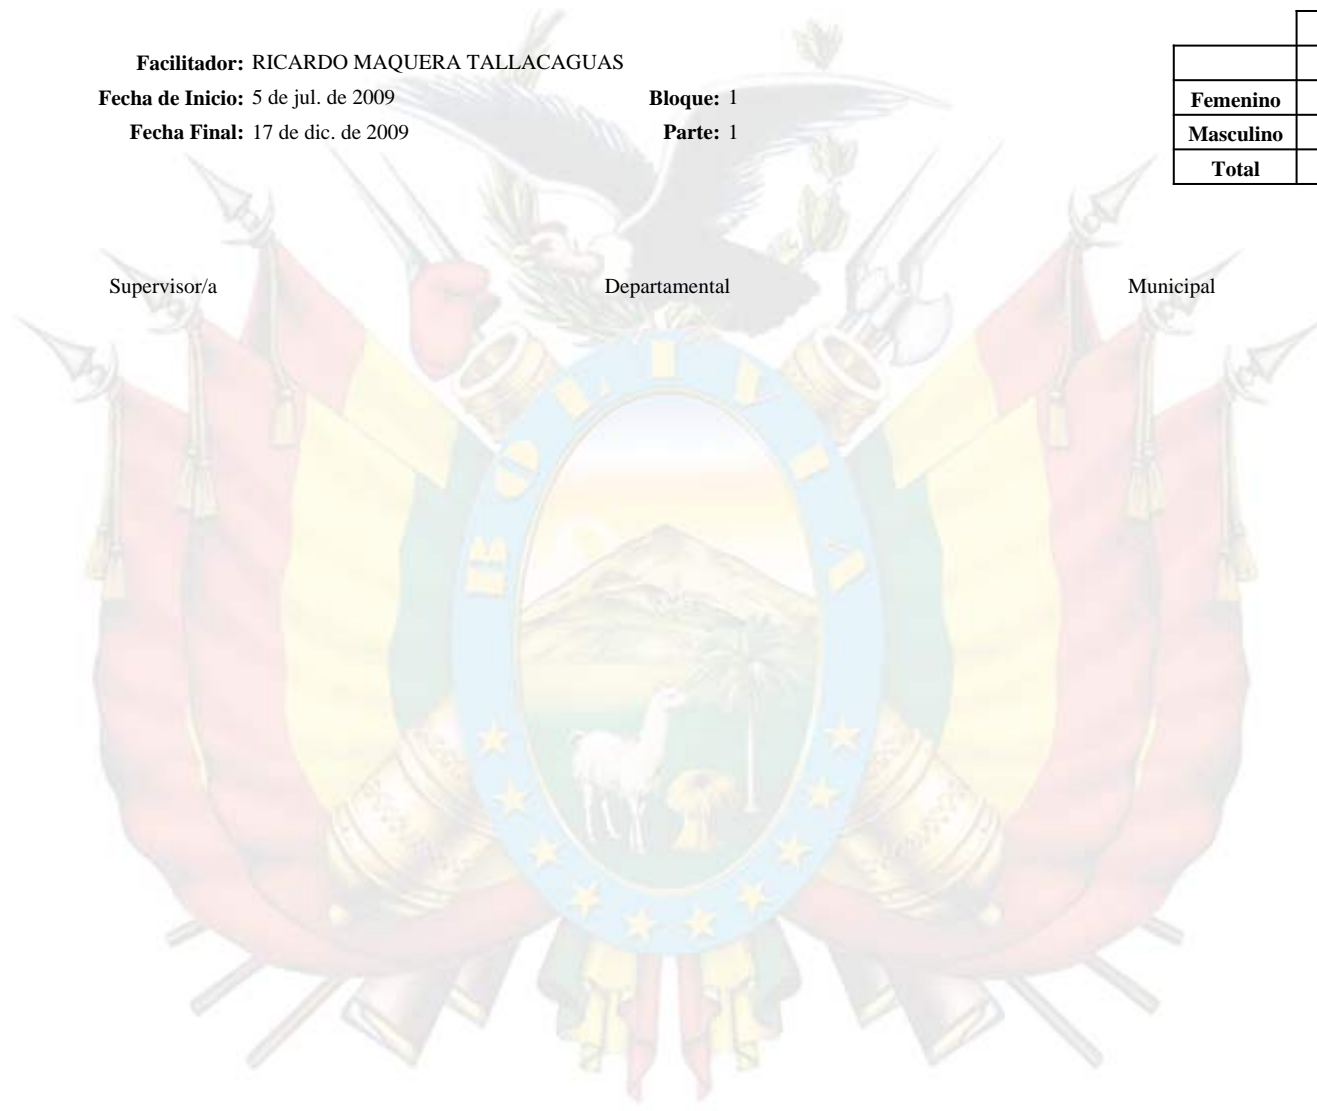 Facilitador: RICARDO MAQUERA TALLACAGUAS
Fecha de Inicio: 5 de jul. de 2009 Bloque: 1
Fecha Final: 17 de dic. de 2009 Parte: 1
Femenino
Masculino
Total
Supervisor/a Departamental Municipal
BOLIVIA